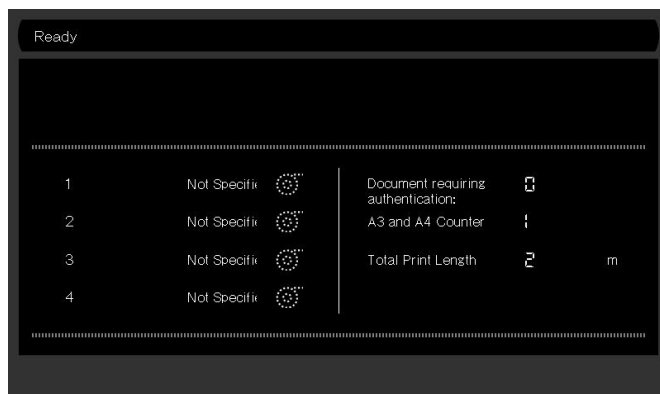 Ready
1 Not Specifi
2 Not Specifi
3 Not Specifi
4 Not Specifi
Document requiring
authentication:
0
A3 and A4 Counter 1
Total Print Length 2 m